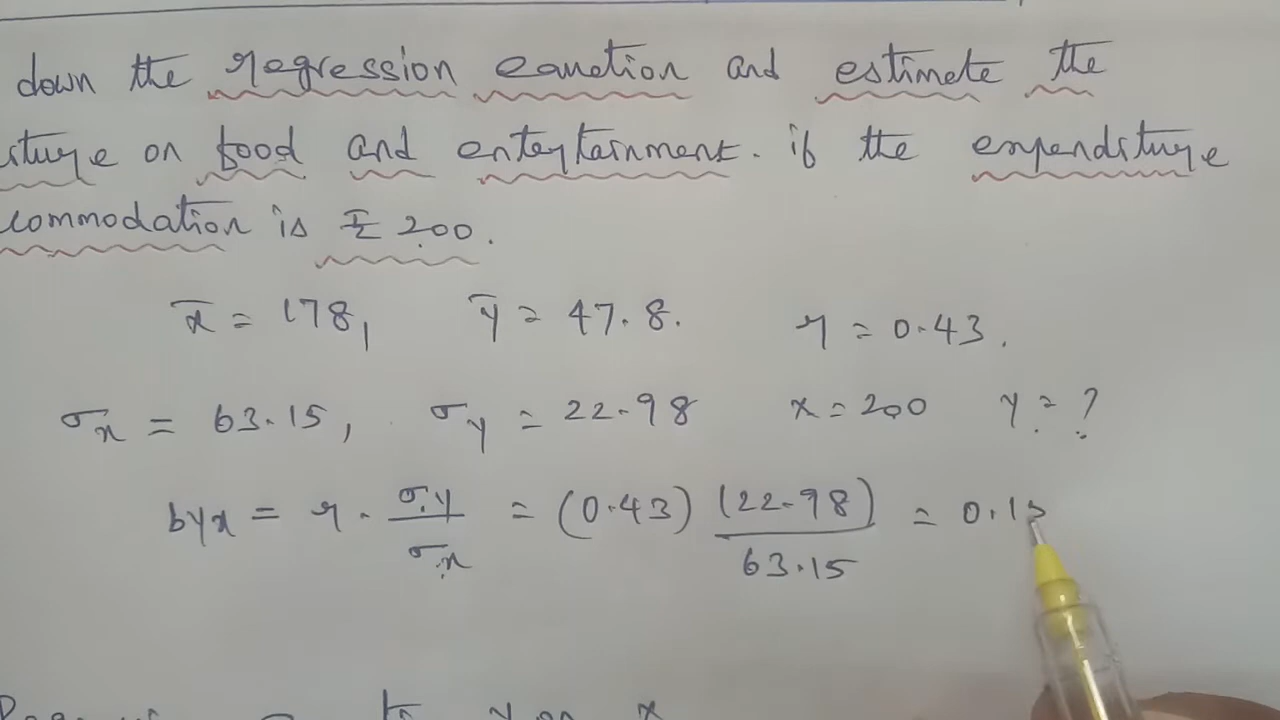 down the regression equation and estimate the
sture on food and entertainment. if the expenditure
commodation is ₹ 200.
x̄ = 178, ȳ = 47.8. r = 0.43.
σx = 63.15, σy = 22.98 x = 200 y = ?
byx = r · σy/σx = (0.43) (22.98)/63.15 = 0.15
y on x